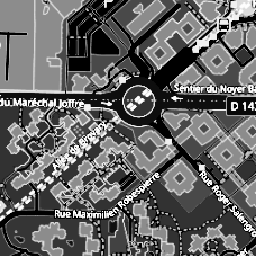 Sentier du Noyer Ba
du Maréchal Joffre
D 14
Rue Maximilien Robespierre
Rue Roger Salengro